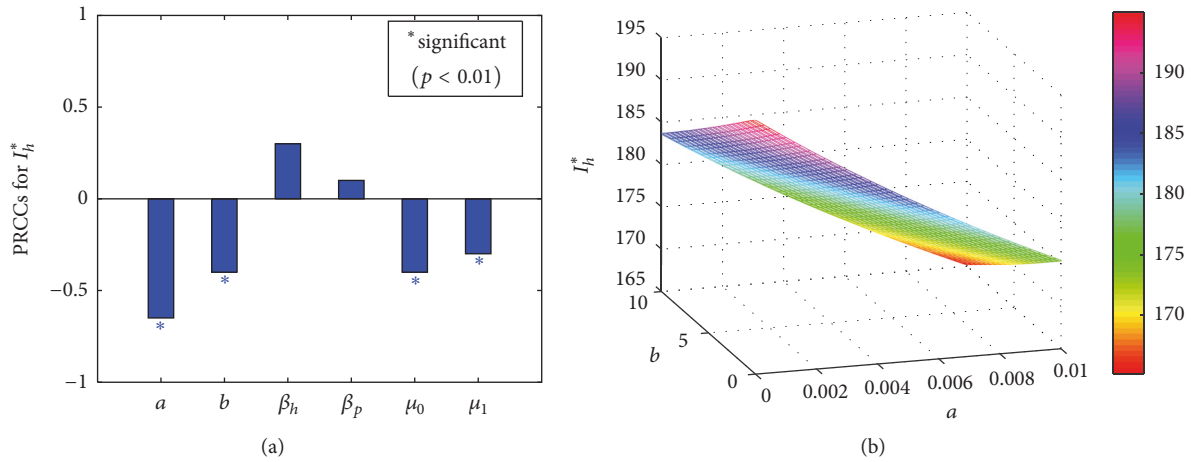 1
0.5
0
−0.5
−1
PRCCs for I*h
* significant
(p < 0.01)
*
*
*
*
a
b
βh
βp
μ0
μ1
(a)
195
190
185
180
175
170
165
I*h
10
5
0
b
0
0.002
0.004
0.006
0.008
0.01
a
190
185
180
175
170
(b)